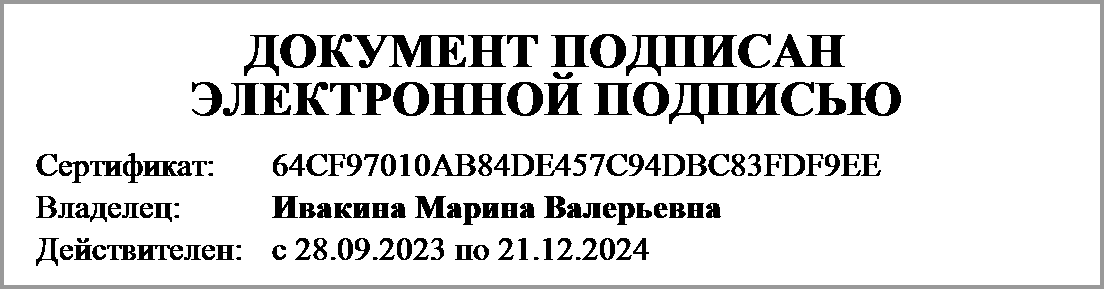 ДОКУМЕНТ ПОДПИСАН
ЭЛЕКТРОННОЙ ПОДПИСЬЮ
Сертификат: 64CF97010AB84DE457C94DBC83FDF9EE
Владелец: Ивакина Марина Валерьевна
Действителен: с 28.09.2023 по 21.12.2024